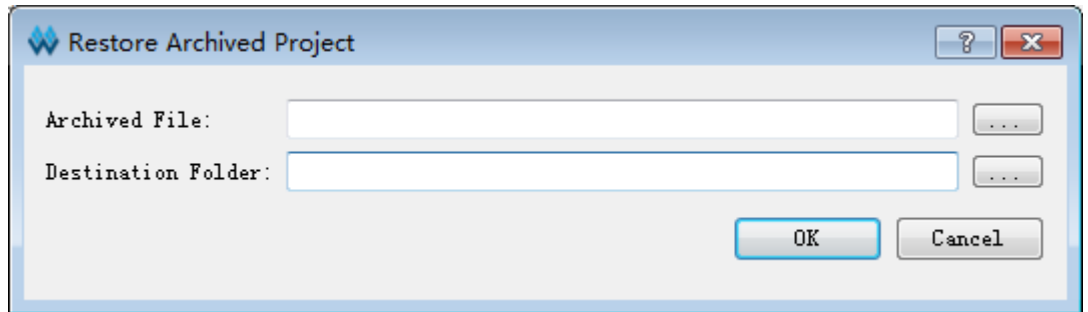 Restore Archived Project
Archived File: ...
Destination Folder: ...
OK Cancel